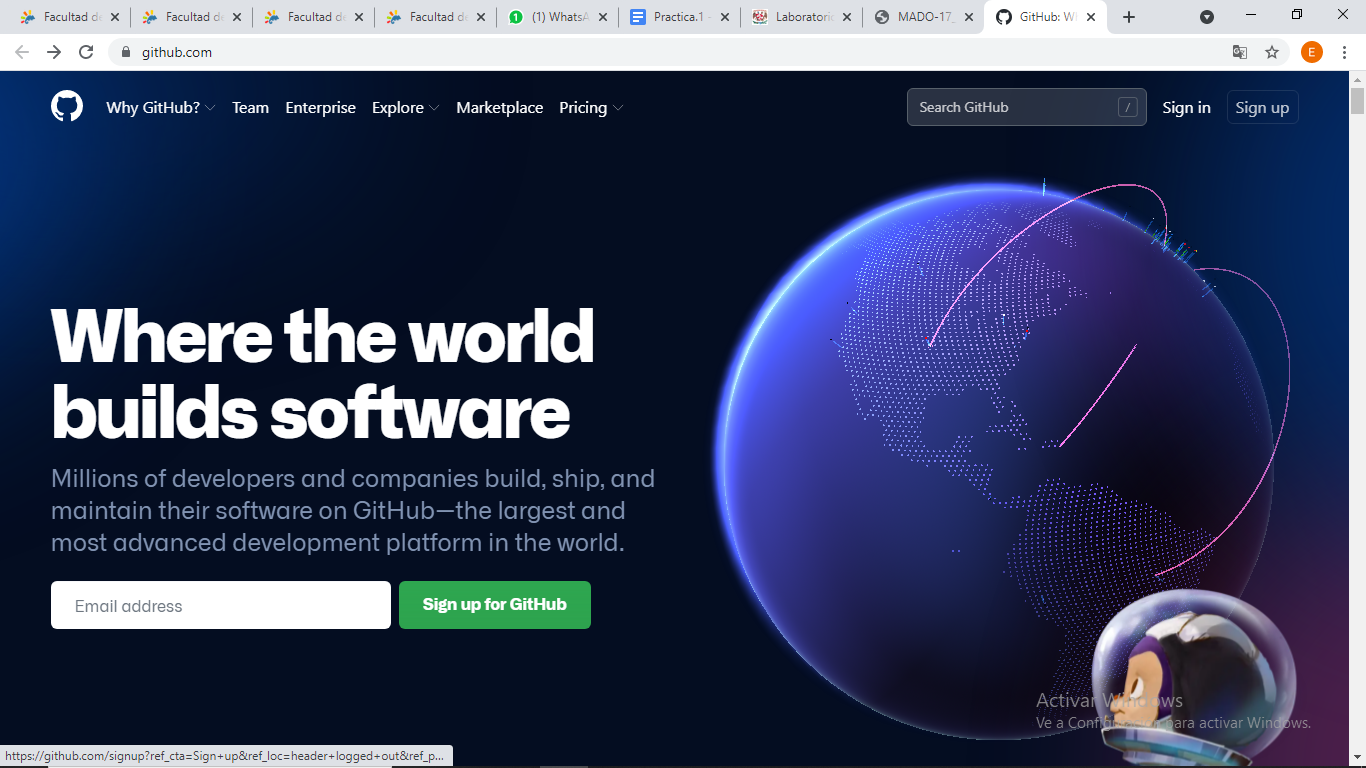 Facultad de
Facultad de
Facultad de
Facultad de
1
(1) WhatsA
Practica.1 -
Laboratorio
MADO-17_
GitHub: W
github.com
E
Why GitHub?
Team
Enterprise
Explore
Marketplace
Pricing
Search GitHub
/
Sign in
Sign up
Where the world
builds software
Millions of developers and companies build, ship, and
maintain their software on GitHub—the largest and
most advanced development platform in the world.
Email address
Sign up for GitHub
Activar Windows
Ve a Configuración para activar Windows.
https://github.com/signup?ref_cta=Sign+up&ref_loc=header+logged+out&ref_p...